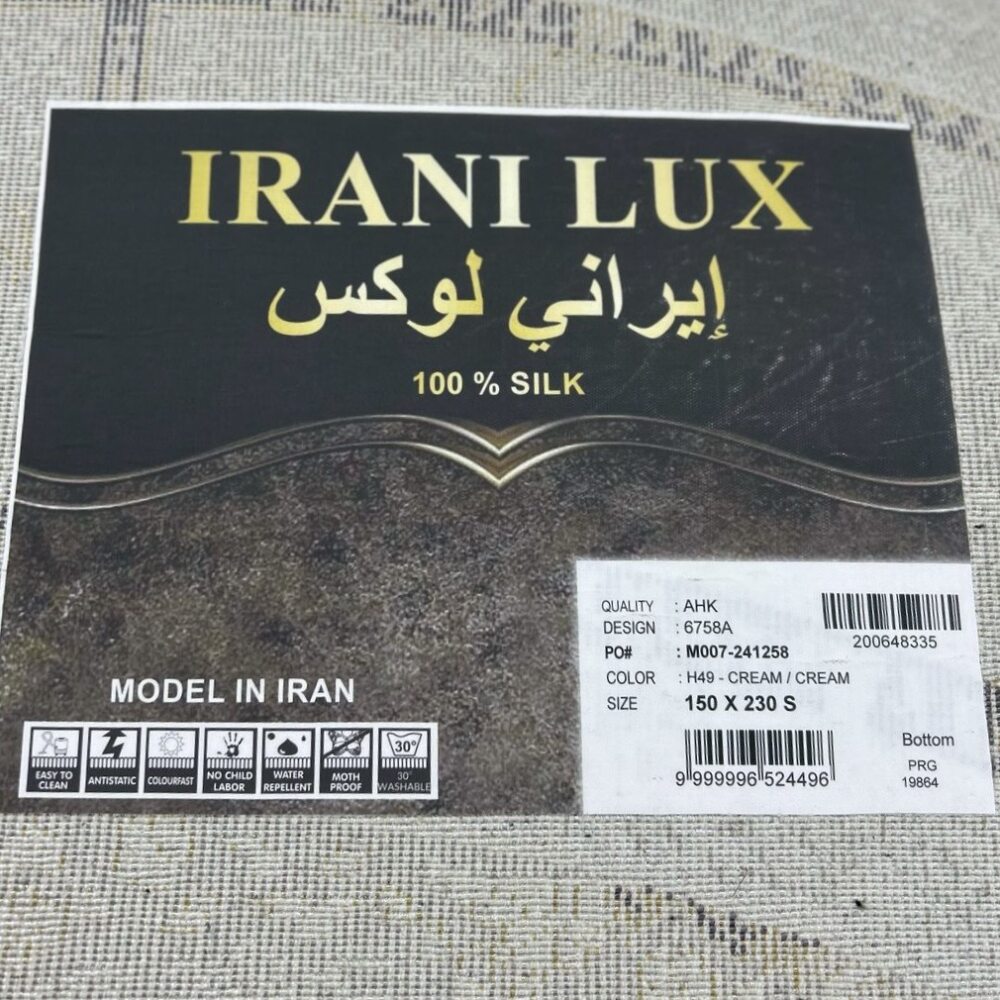 IRANI LUX
إيراني لوكس
100 % SILK
MODEL IN IRAN
EASY TO CLEAN
ANTISTATIC
COLOURFAST
NO CHILD LABOR
WATER REPELLENT
MOTH PROOF
30°
30° WASHABLE
QUALITY : AHK
DESIGN : 6758A
PO# : M007-241258
COLOR : H49 - CREAM / CREAM
SIZE 150 X 230 S
200648335
9 999996 524496
Bottom
PRG
19864